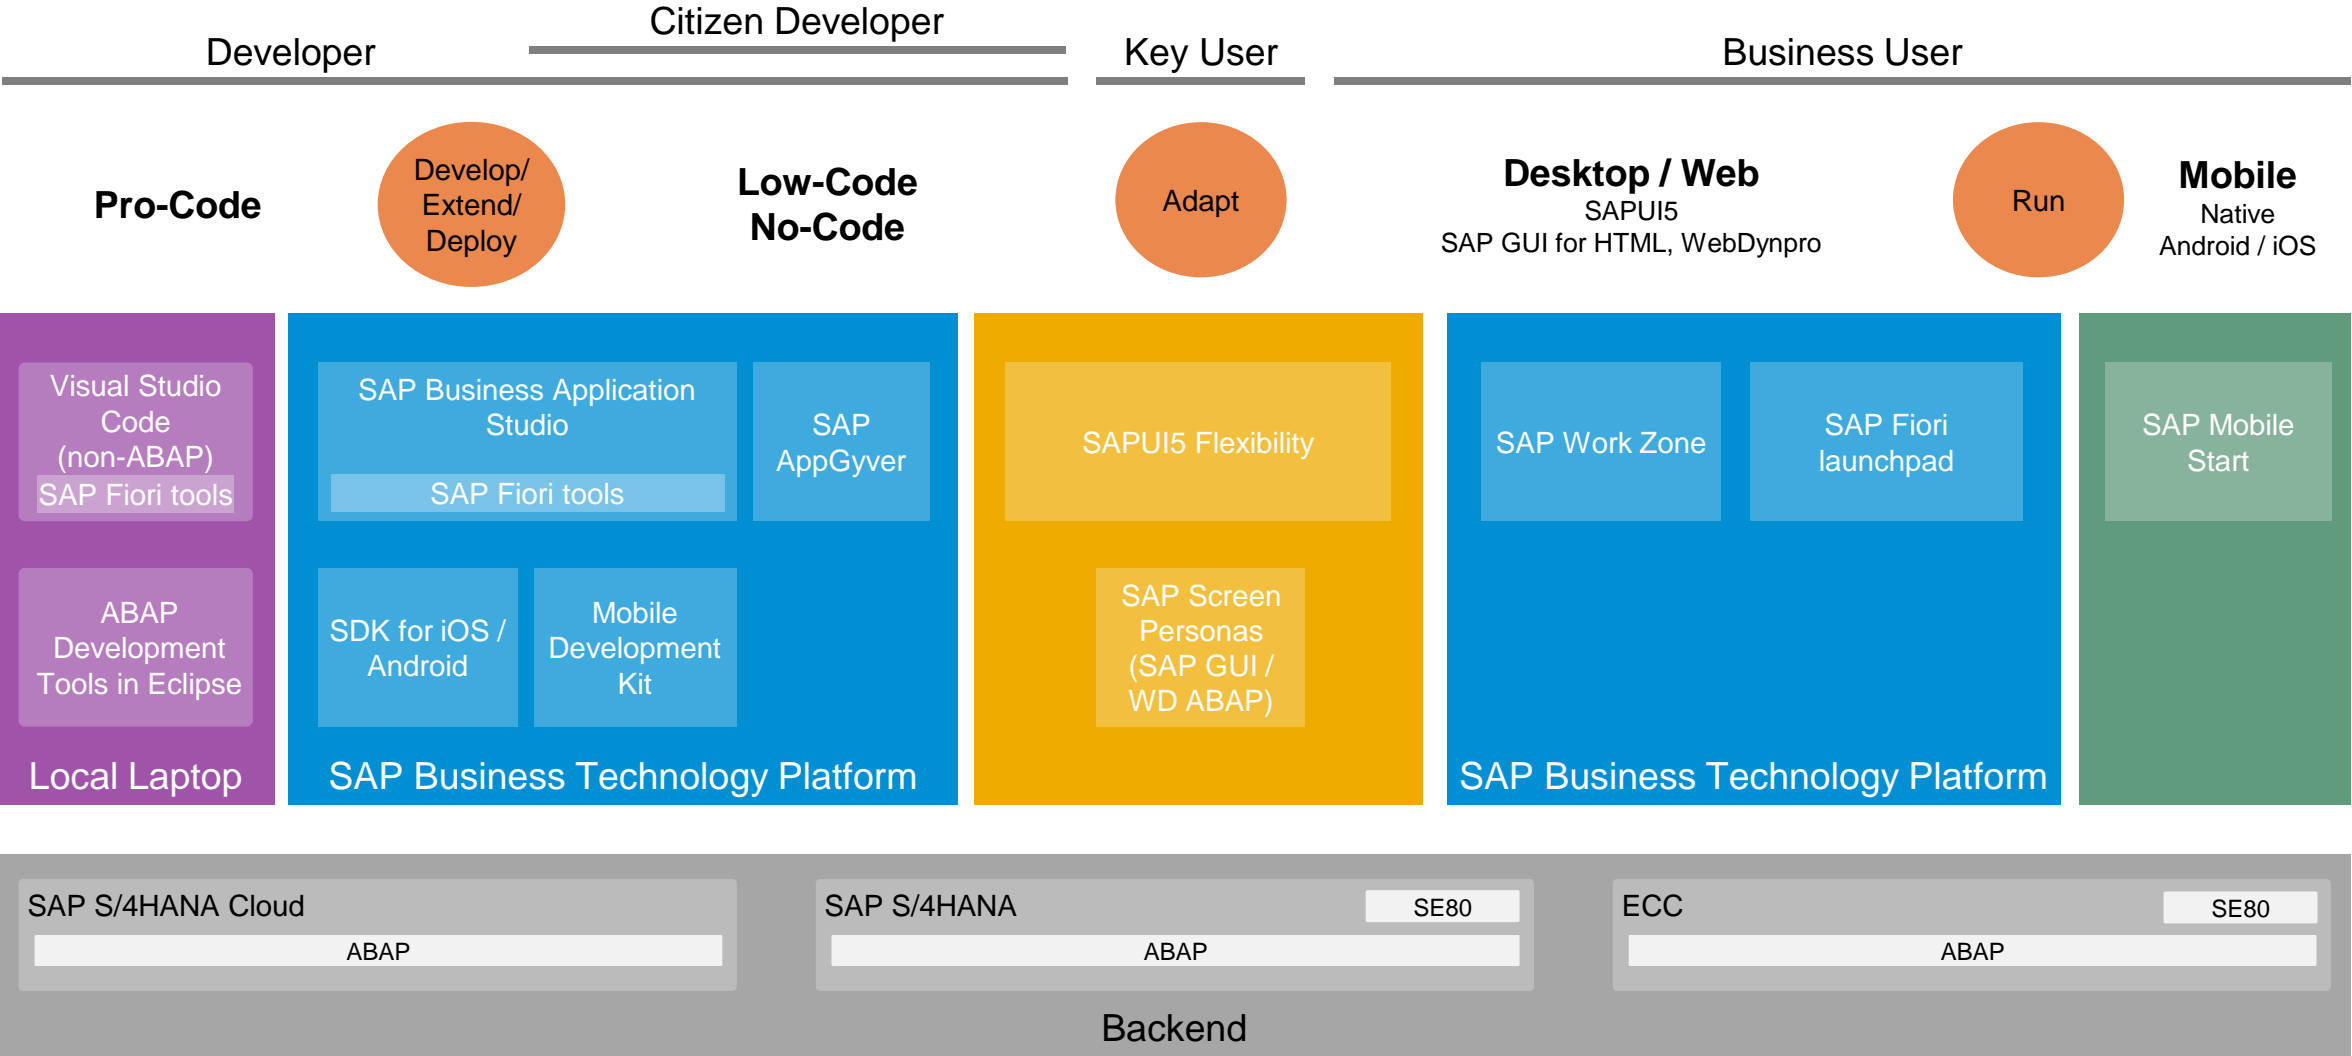 Citizen Developer
Developer
Key User
Business User
Pro-Code
Develop/
Extend/
Deploy
Low-Code
No-Code
Adapt
Desktop / Web
SAPUI5
SAP GUI for HTML, WebDynpro
Run
Mobile
Native
Android / iOS
Visual Studio
Code
(non-ABAP)
SAP Fiori tools
ABAP
Development
Tools in Eclipse
Local Laptop
SAP Business Application
Studio
SAP Fiori tools
SAP
AppGyver
SDK for iOS /
Android
Mobile
Development
Kit
SAP Business Technology Platform
SAPUI5 Flexibility
SAP Screen
Personas
(SAP GUI /
WD ABAP)
SAP Work Zone
SAP Fiori
launchpad
SAP Business Technology Platform
SAP Mobile
Start
SAP S/4HANA Cloud
ABAP
SAP S/4HANA
SE80
ABAP
ECC
SE80
ABAP
Backend